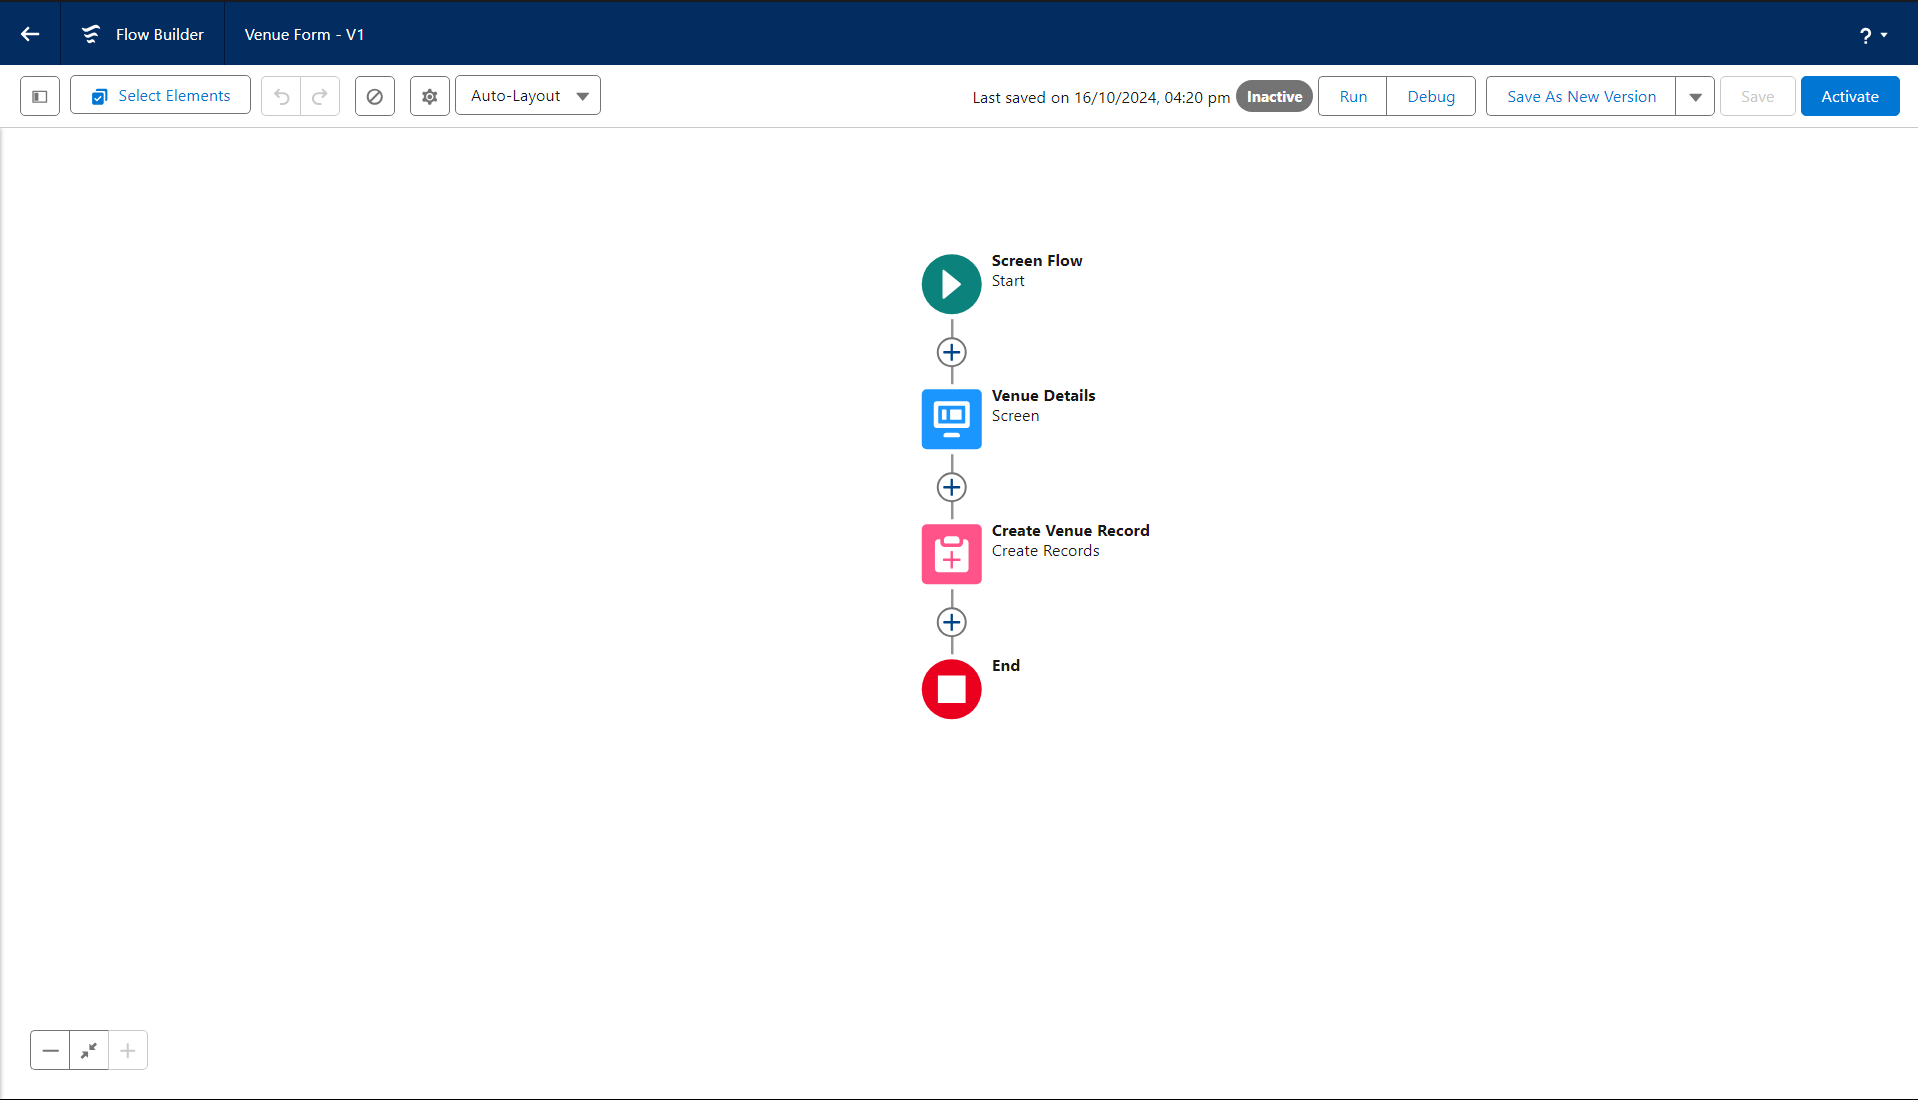 Flow Builder
Venue Form - V1
?
Select Elements
Auto-Layout
Last saved on 16/10/2024, 04:20 pm
Inactive
Run
Debug
Save As New Version
Save
Activate
Screen Flow
Start
Venue Details
Screen
Create Venue Record
Create Records
End